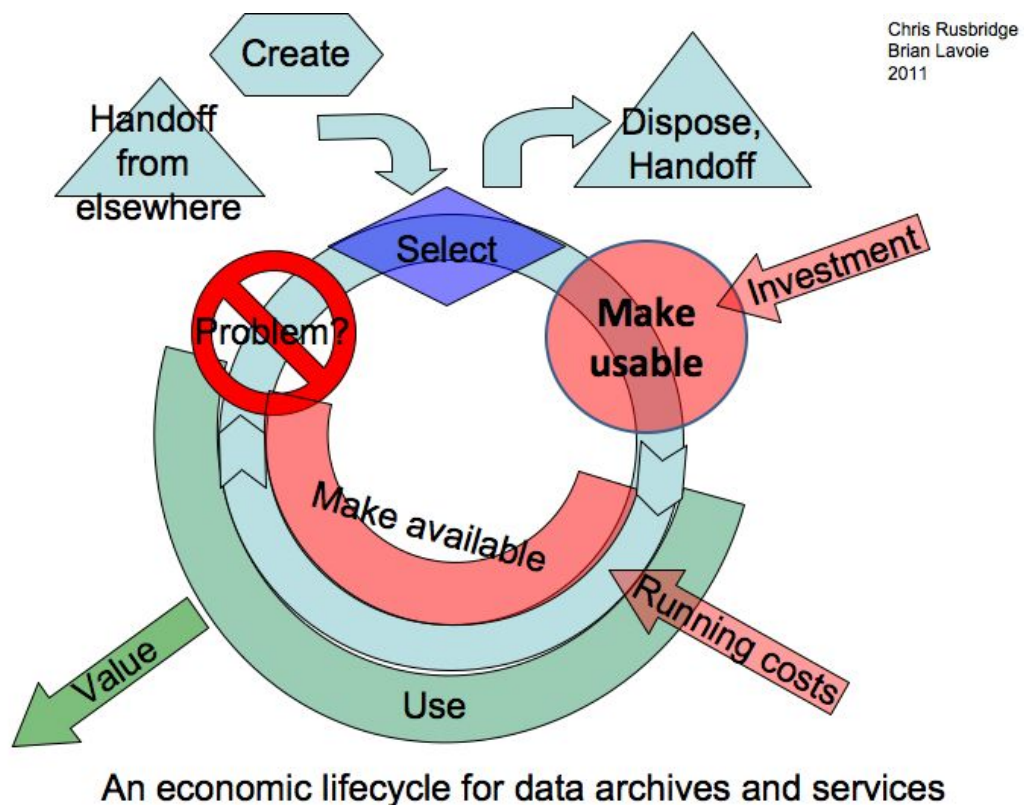 Chris Rusbridge
Brian Lavoie
2011
Create
Handoff
from
elsewhere
Dispose,
Handoff
Select
Investment
Problem?
Make
usable
Make available
Running costs
Value
Use
An economic lifecycle for data archives and services